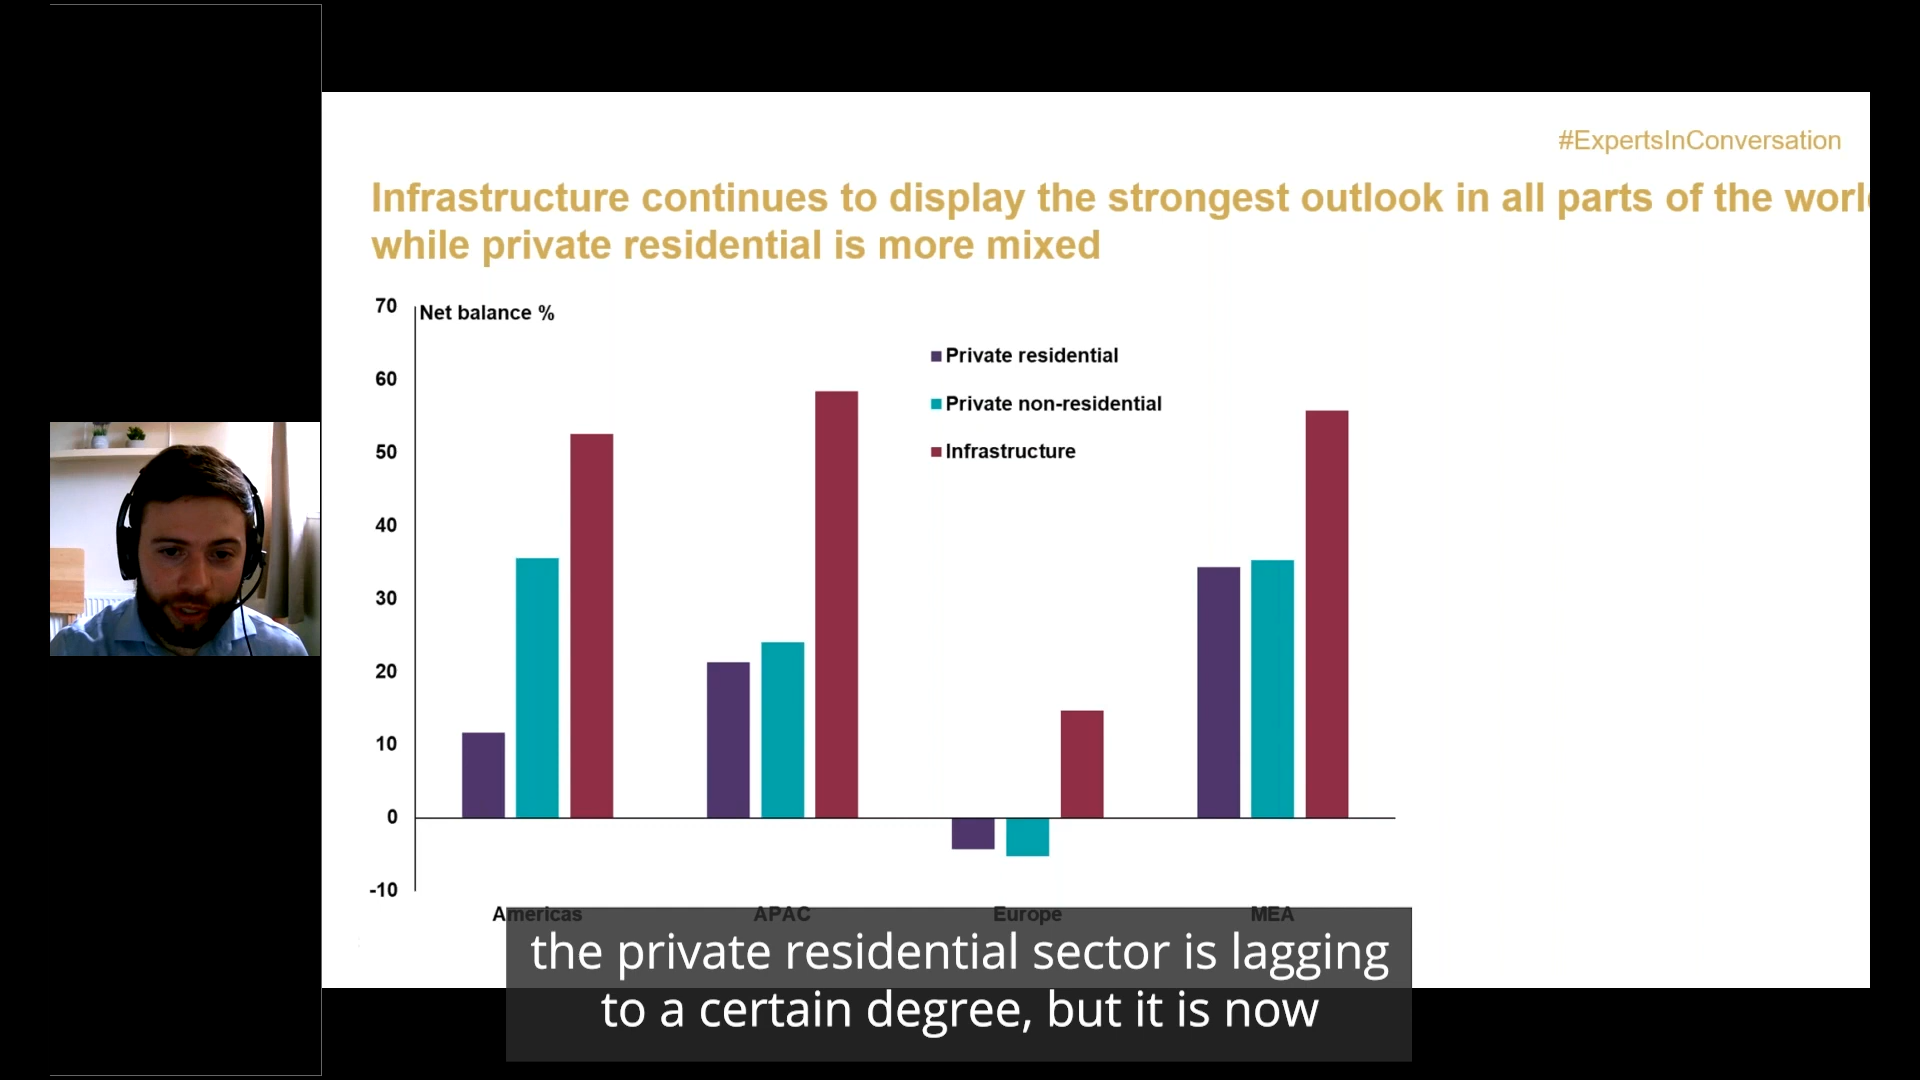 #ExpertsInConversation
Infrastructure continues to display the strongest outlook in all parts of the worl
while private residential is more mixed
70
Net balance %
60
50
40
30
20
10
0
-10
Private residential
Private non-residential
Infrastructure
Americas
APAC
Europe
MEA
the private residential sector is lagging
to a certain degree, but it is now